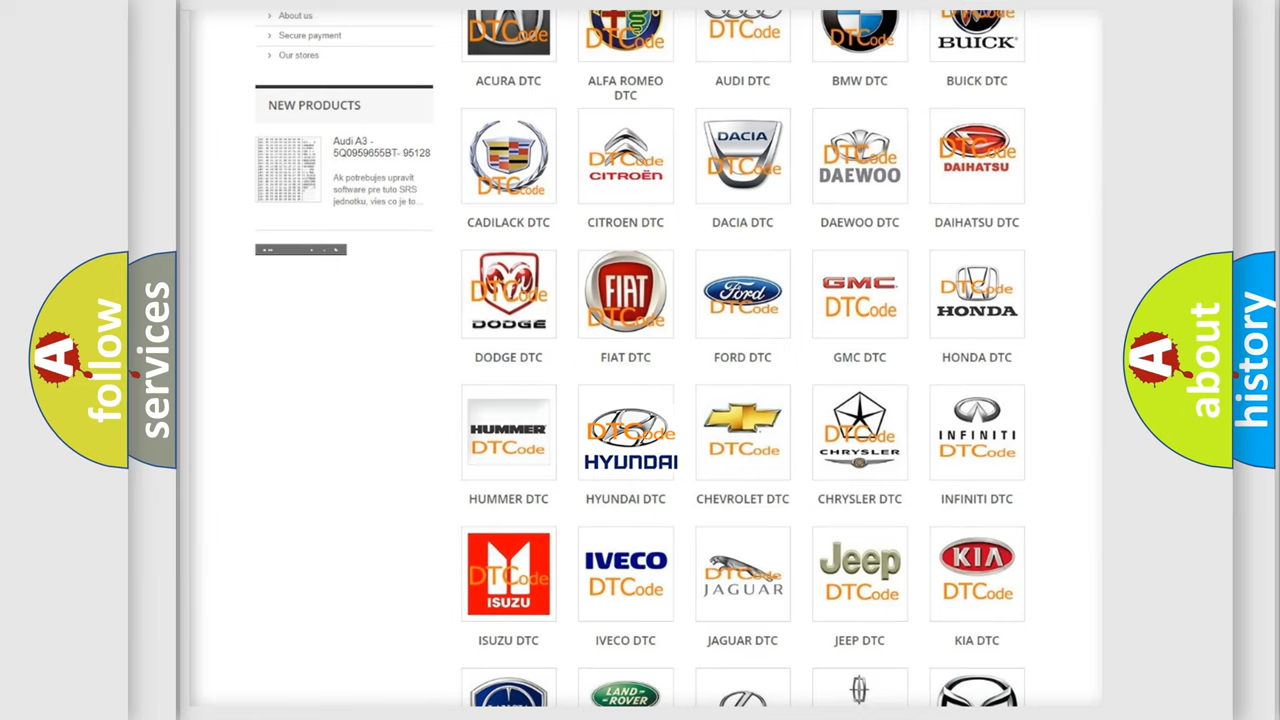 About us
Secure payment
Our stores
NEW PRODUCTS
Audi A3 -
5Q0959655BT- 95128
Ak potrebujes upravit
software pre tuto SRS
jednotku, vies co je to...
DTCode
DTCode
DTCode
DTCode
BUICK
ACURA DTC
ALFA ROMEO
DTC
AUDI DTC
BMW DTC
BUICK DTC
DTCode
DTCode
CITROËN
DACIA
DTCode
DTCode
DAEWOO
DTCode
DAIHATSU
CADILACK DTC
CITROEN DTC
DACIA DTC
DAEWOO DTC
DAIHATSU DTC
DTCode
DODGE
FIAT
DTCode
Ford
DTCode
GMC
DTCode
DTCode
HONDA
DODGE DTC
FIAT DTC
FORD DTC
GMC DTC
HONDA DTC
HUMMER
DTCode
DTCode
HYUNDAI
DTCode
DTCode
CHRYSLER
INFINITI
DTCode
HUMMER DTC
HYUNDAI DTC
CHEVROLET DTC
CHRYSLER DTC
INFINITI DTC
DTCode
ISUZU
IVECO
DTCode
DTCode
JAGUAR
Jeep
DTCode
KIA
DTCode
ISUZU DTC
IVECO DTC
JAGUAR DTC
JEEP DTC
KIA DTC
LAND-
ROVER
A
follow
services
A
about
history